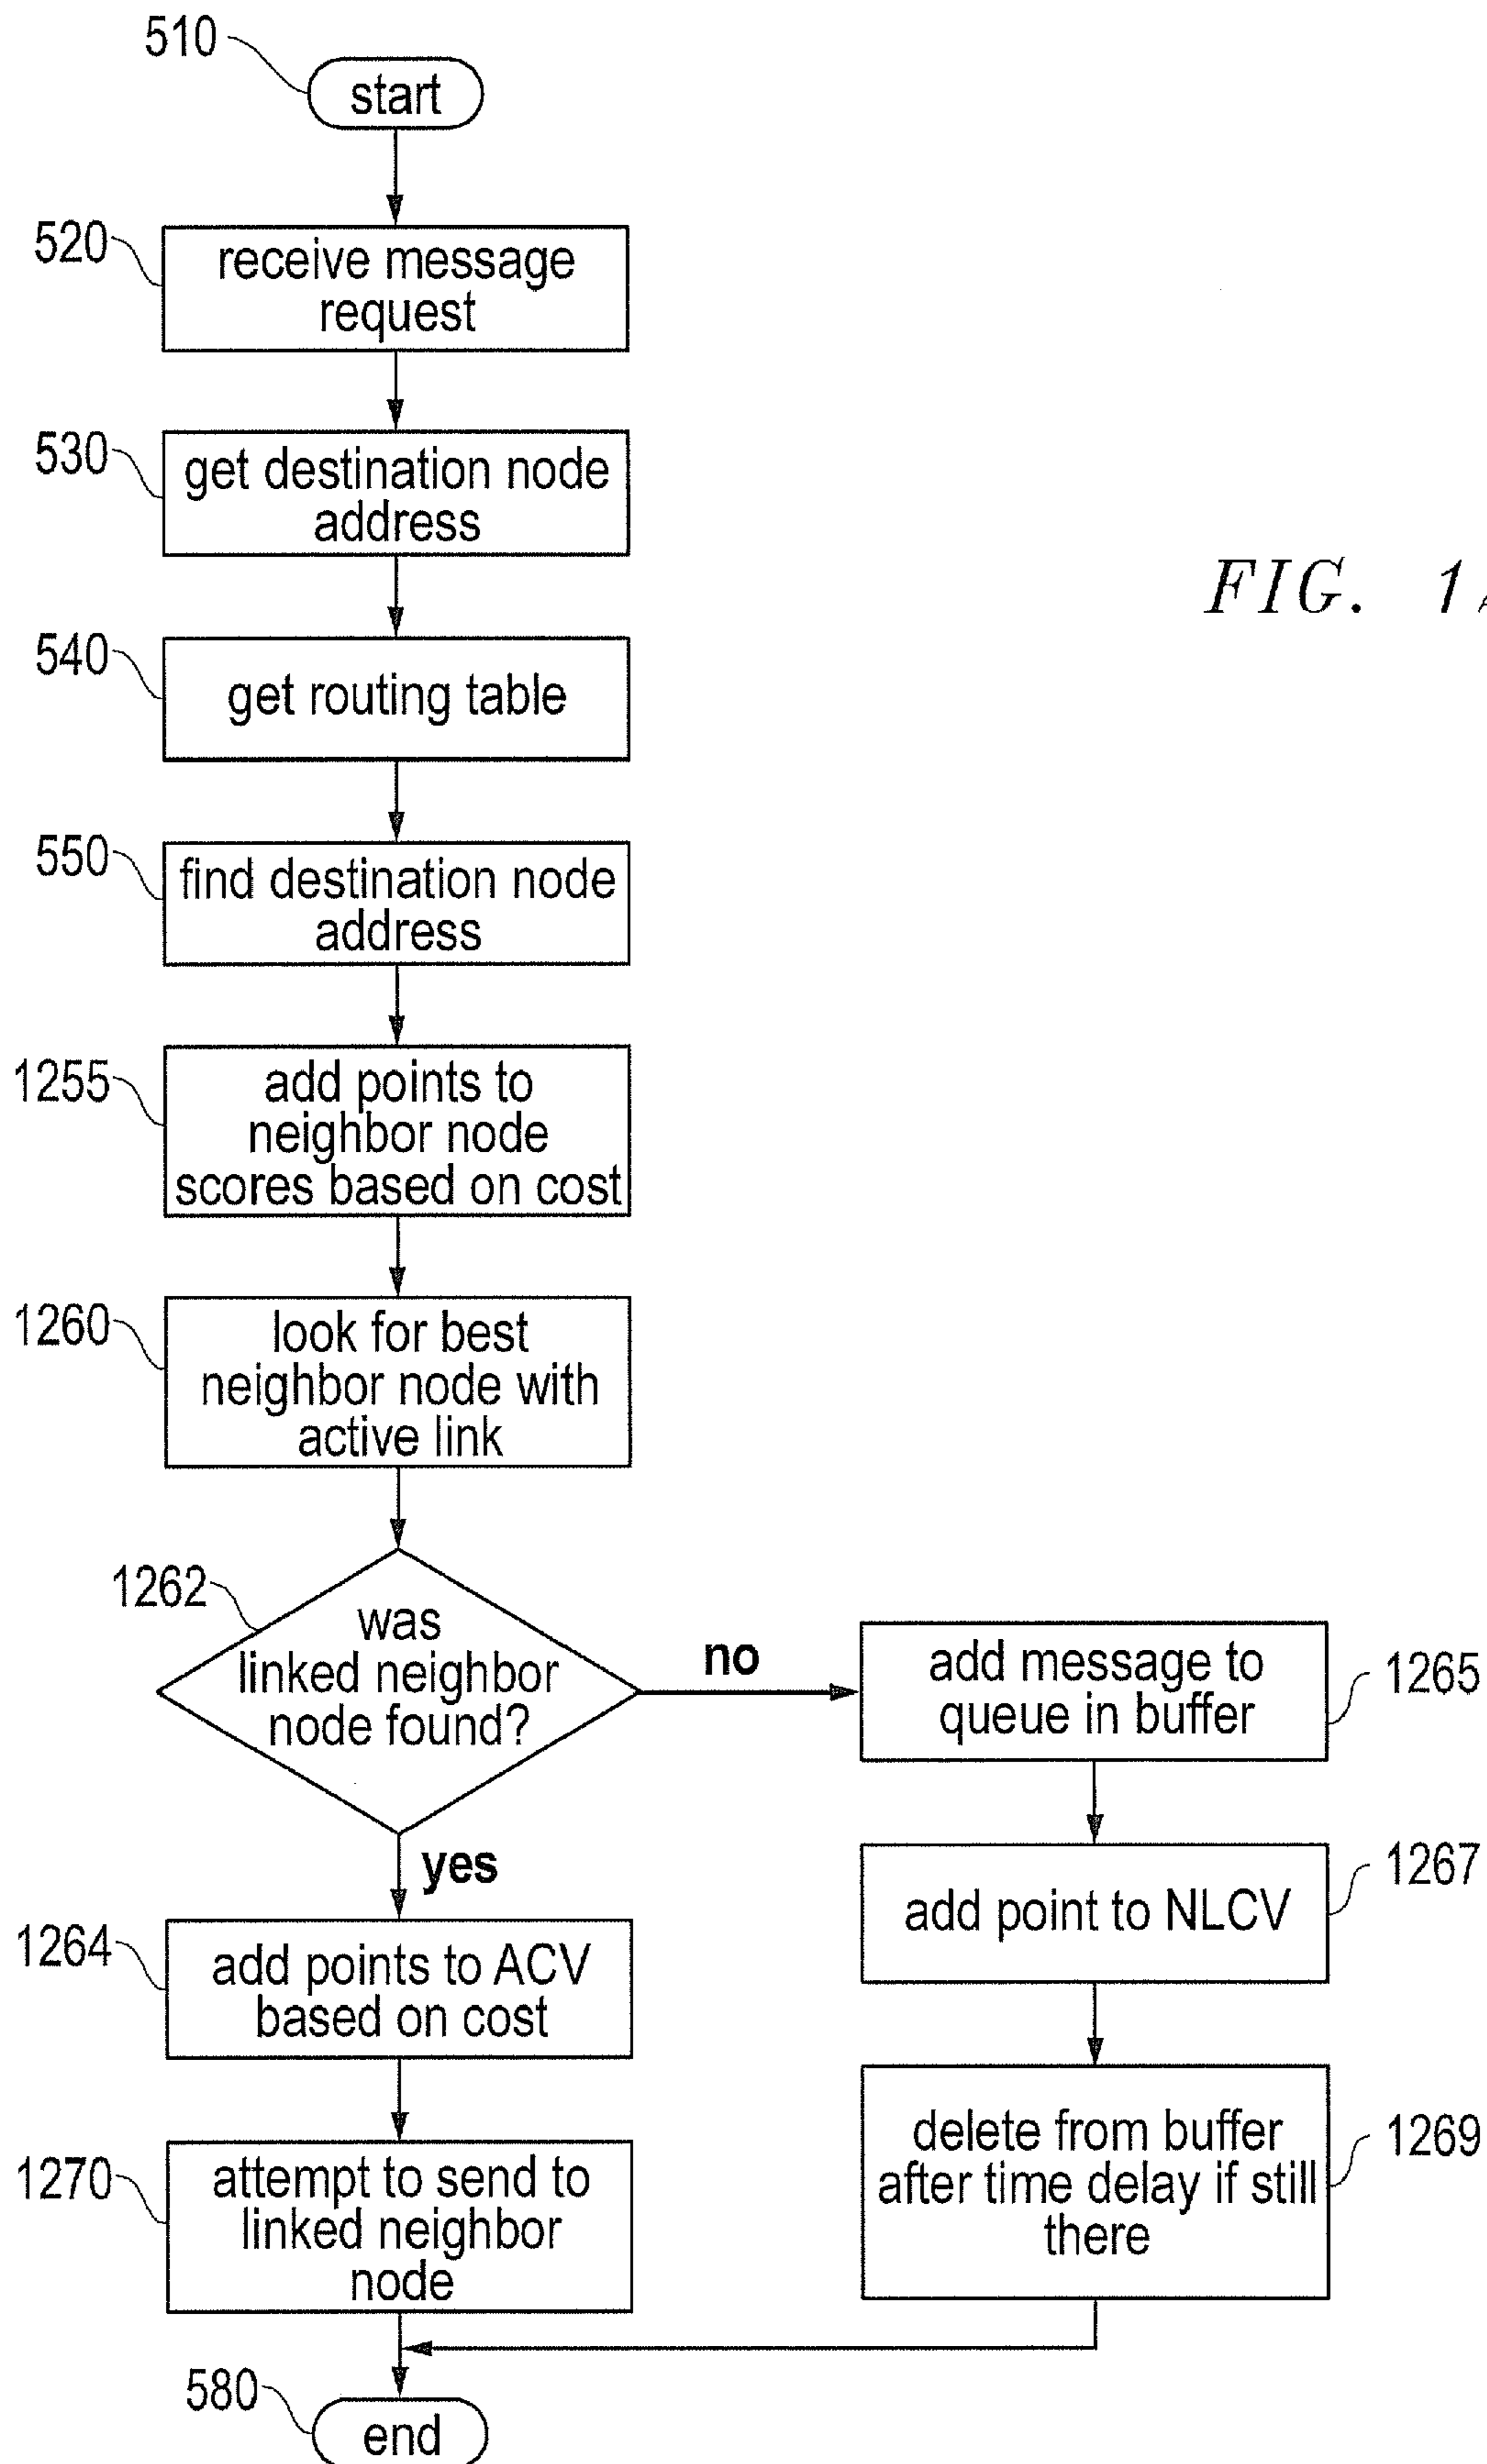 510
start
520
receive message
request
530
get destination node
address
FIG. 1
540
get routing table
550
find destination node
address
1255
add points to
neighbor node
scores based on cost
1260
look for best
neighbor node with
active link
1262
was
linked neighbor
node found?
no
add message to
queue in buffer
1265
yes
add point to NLCV
1267
1264
add points to ACV
based on cost
delete from buffer
after time delay if still
there
1269
1270
attempt to send to
linked neighbor
node
580
end